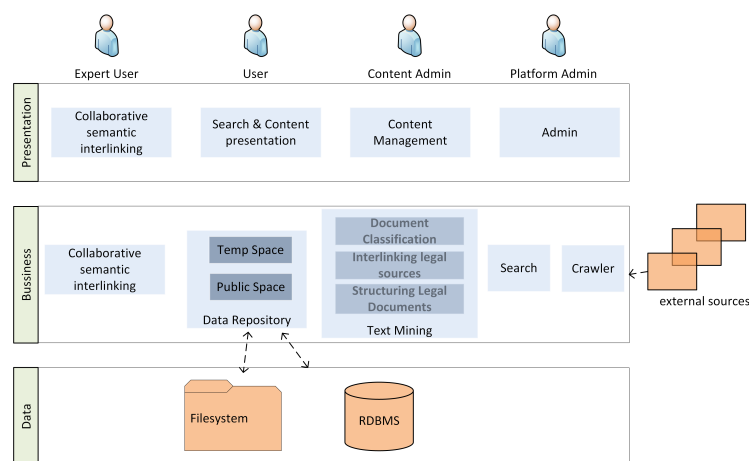 Expert User
User
Content Admin
Platform Admin
Presentation
Collaborative
semantic
interlinking
Search & Content
presentation
Content
Management
Admin
Bussiness
Collaborative
semantic
interlinking
Temp Space
Public Space
Data Repository
Document
Classification
Interlinking legal
sources
Structuring Legal
Documents
Text Mining
Search
Crawler
external sources
Data
Filesystem
RDBMS